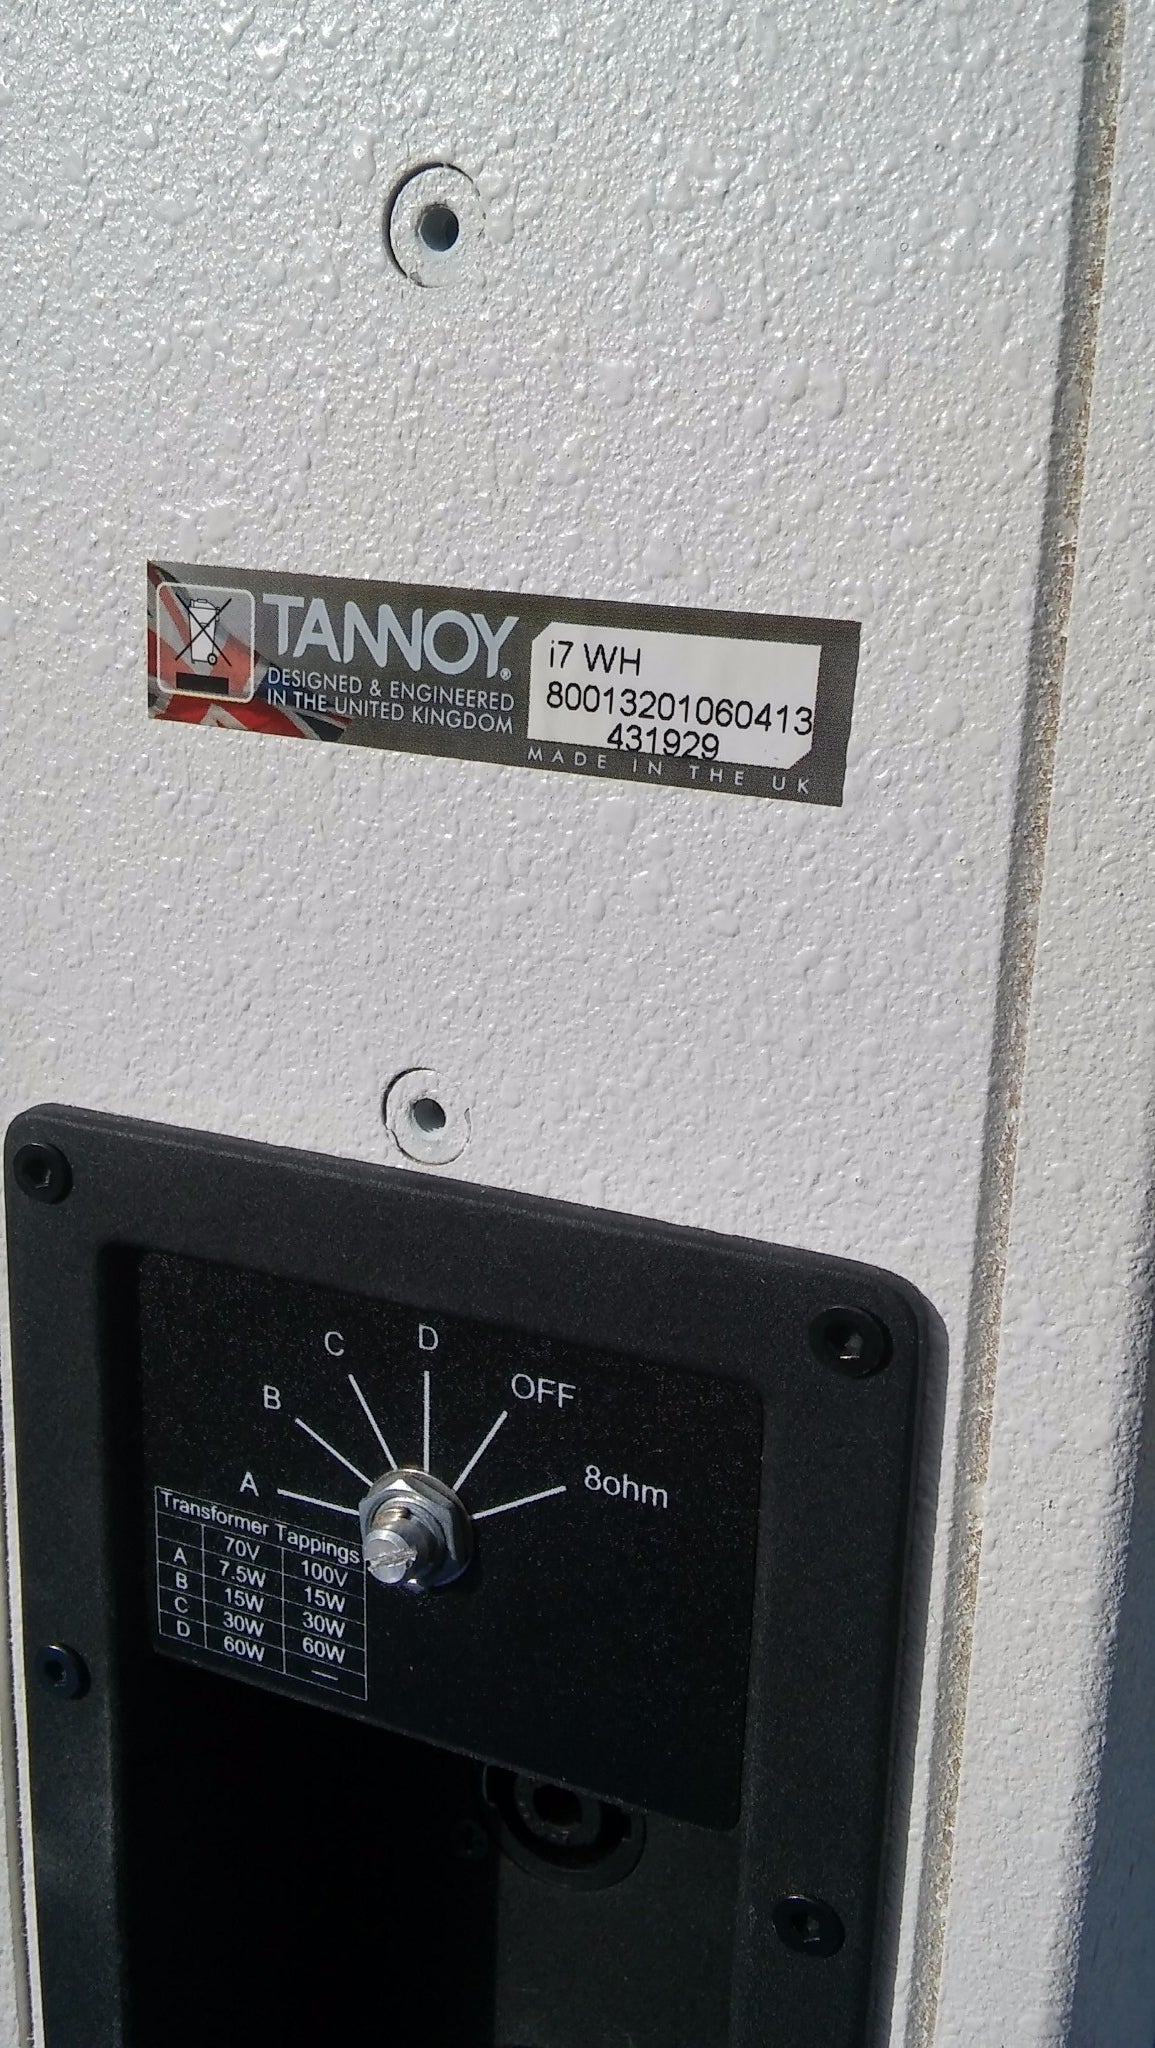 TANNOY®
DESIGNED & ENGINEERED
IN THE UNITED KINGDOM
i7 WH
80013201060413
431929
MADE IN THE UK
A
B
C
D
OFF
8ohm
Transformer Tappings
70V 100V
A 7.5W 15W
B 15W 30W
C 30W 60W
D 60W —